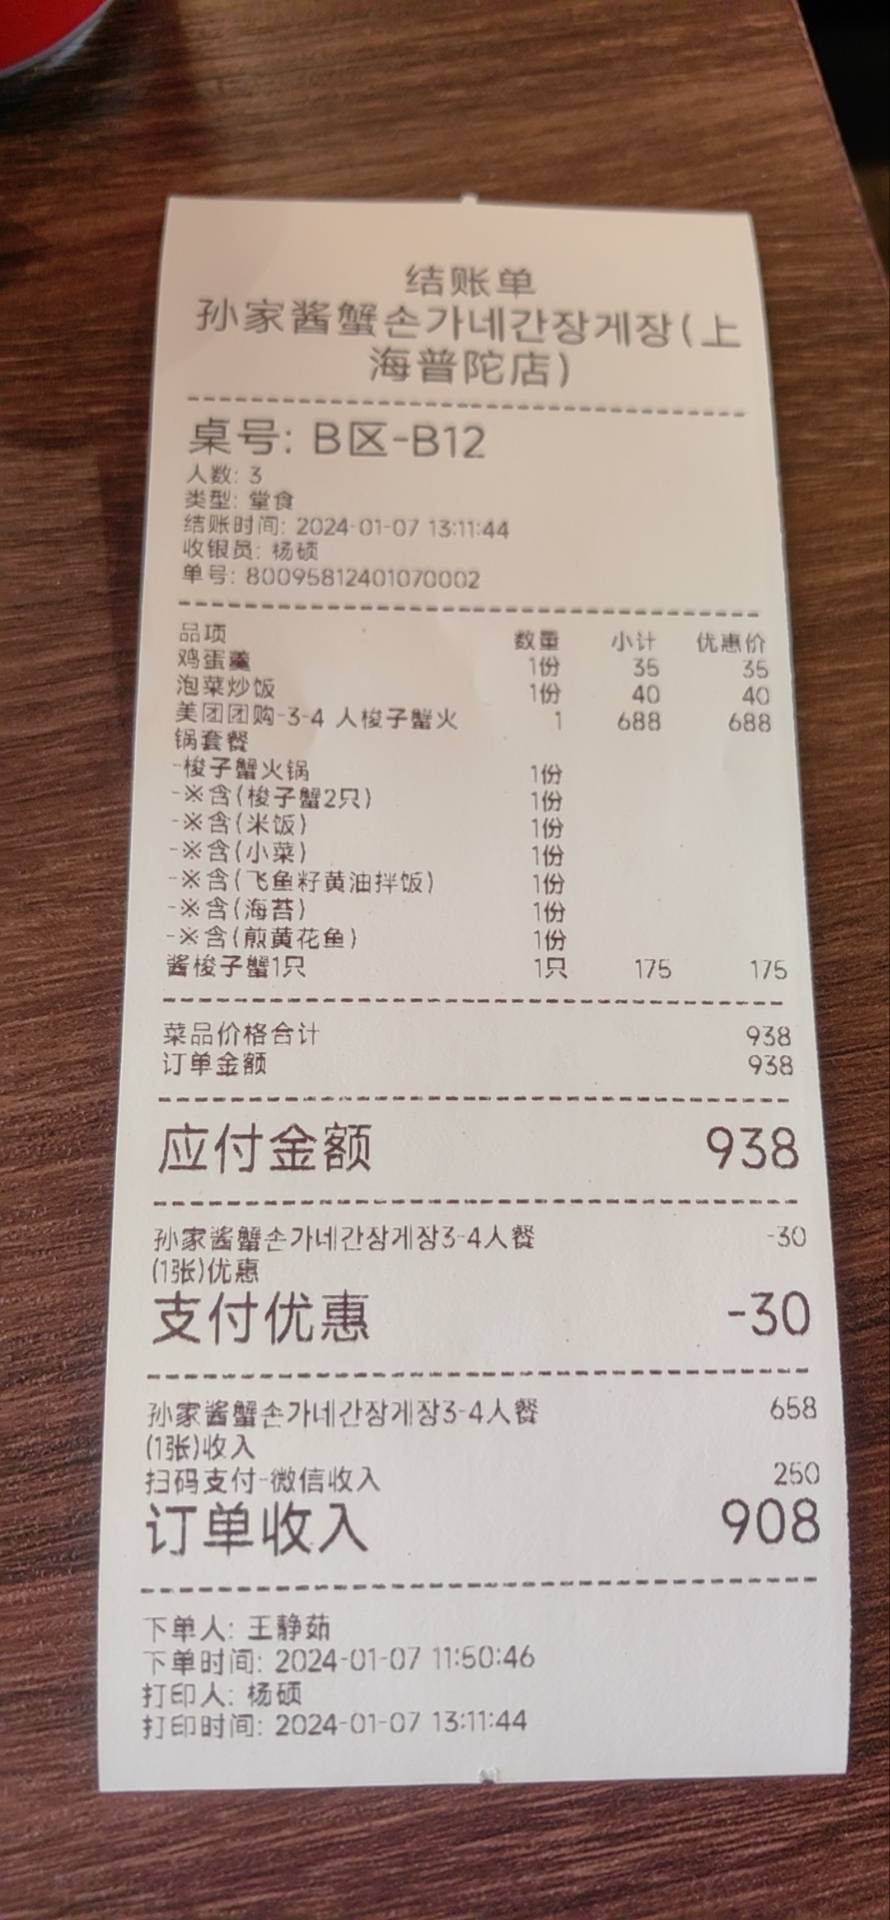 结账单
孙家酱蟹손가네간장게장(上
海普陀店)
桌号: B区-B12
人数: 3
类型: 堂食
结账时间: 2024-01-07 13:11:44
收银员: 杨硕
单号: 80095812401070002
品项 数量 小计 优惠价
鸡蛋羹 1份 35 35
泡菜炒饭 1份 40 40
美团团购-3-4 人梭子蟹火 1 688 688
锅套餐
-梭子蟹火锅 1份
-※含(梭子蟹2只) 1份
-※含(米饭) 1份
-※含(小菜) 1份
-※含(飞鱼籽黄油拌饭) 1份
-※含(海苔) 1份
-※含(煎黄花鱼) 1份
酱梭子蟹1只 1只 175 175
菜品价格合计 938
订单金额 938
应付金额 938
孙家酱蟹손가네간장게장3-4人餐 -30
(1张)优惠
支付优惠 -30
孙家酱蟹손가네간장게장3-4人餐 658
(1张)收入
扫码支付-微信收入 250
订单收入 908
下单人: 王静茹
下单时间: 2024-01-07 11:50:46
打印人: 杨硕
打印时间: 2024-01-07 13:11:44